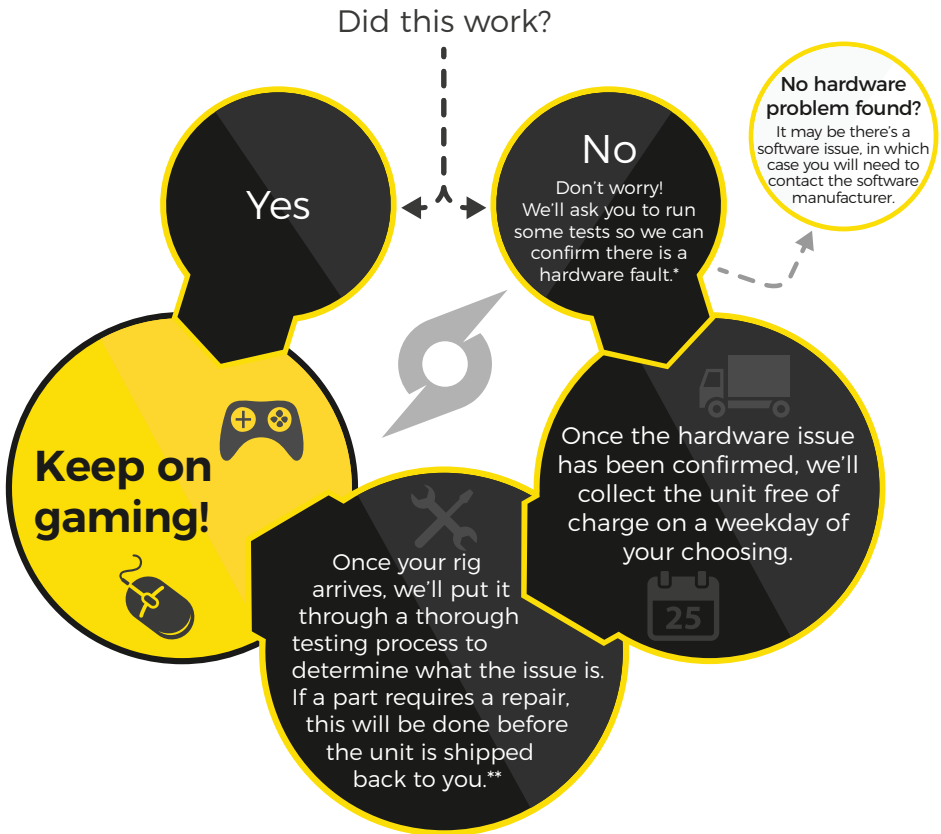 Did this work?
Yes
No
Don't worry!
We'll ask you to run
some tests so we can
confirm there is a
hardware fault.*
No hardware
problem found?
It may be there's a
software issue, in which
case you will need to
contact the software
manufacturer.
Once the hardware issue
has been confirmed, we'll
collect the unit free of
charge on a weekday of
your choosing.
25
Once your rig
arrives, we'll put it
through a thorough
testing process to
determine what the issue is.
If a part requires a repair,
this will be done before
the unit is shipped
back to you.**
Keep on
gaming!